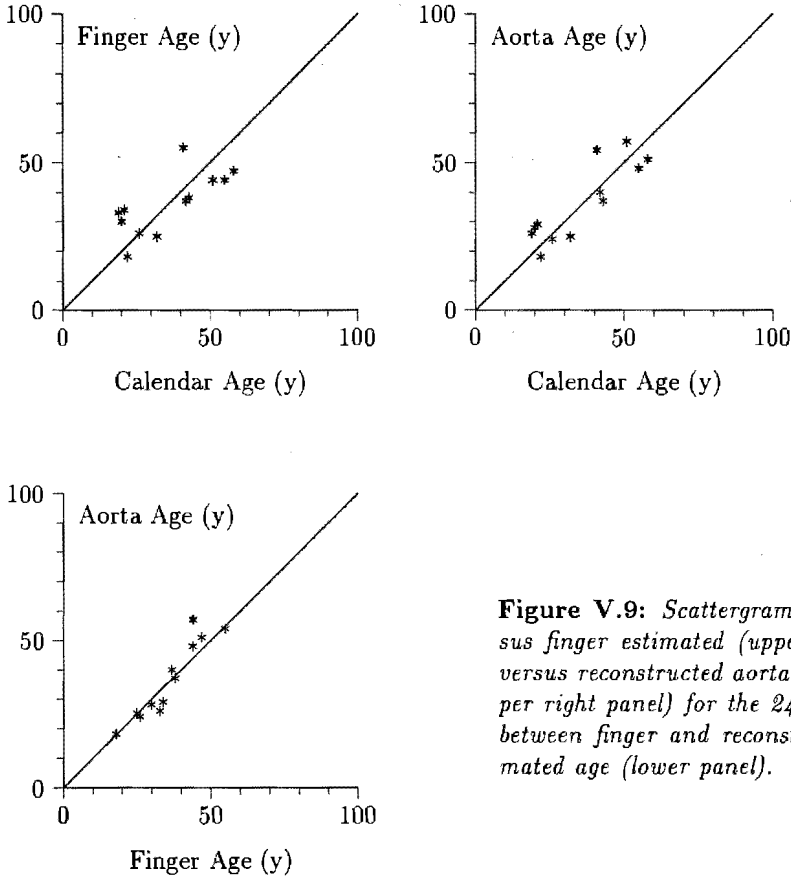 100
Finger Age (y)
50
0
0 50 100
Calendar Age (y)
100
Aorta Age (y)
50
0
0 50 100
Calendar Age (y)
100
Aorta Age (y)
50
0
0 50 100
Finger Age (y)
Figure V.9: Scattergram
sus finger estimated (uppe
versus reconstructed aorta
per right panel) for the 24
between finger and recons
mated age (lower panel).